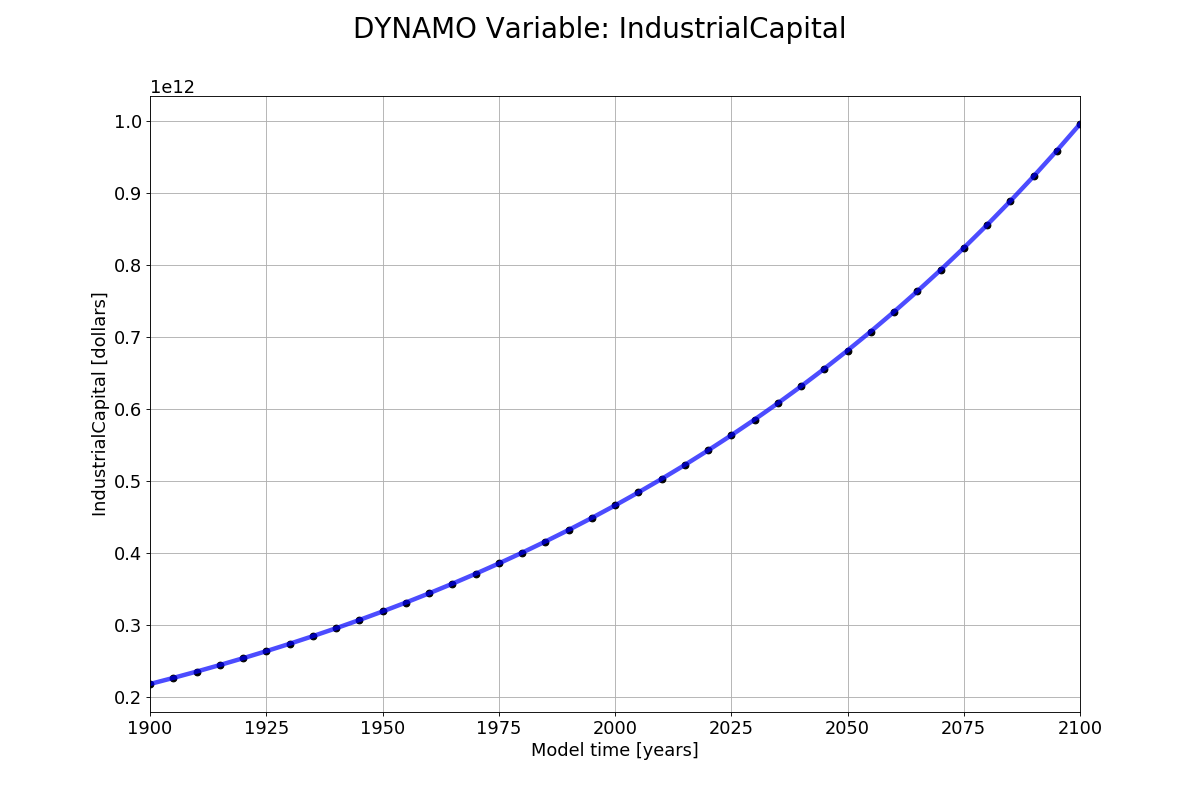 DYNAMO Variable: IndustrialCapital
1e12
1.0
0.9
0.8
0.7
0.6
0.5
0.4
0.3
0.2
IndustrialCapital [dollars]
1900 1925 1950 1975 2000 2025 2050 2075 2100
Model time [years]